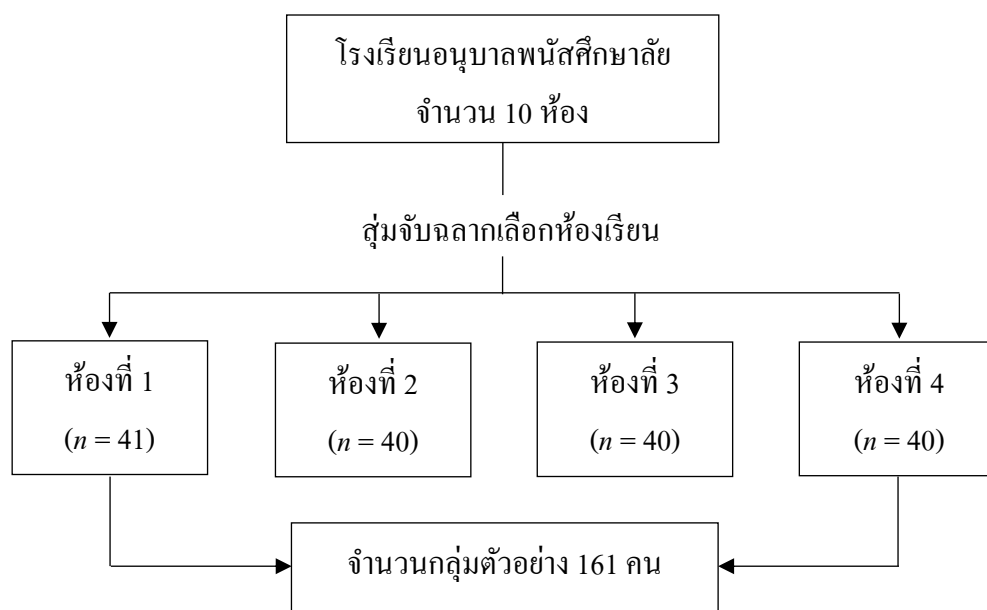 โรงเรียนอนุบาลพนัสศึกษาลัย
จำนวน 10 ห้อง
สุ่มจับฉลากเลือกห้องเรียน
ห้องที่ 1
(n = 41)
ห้องที่ 2
(n = 40)
ห้องที่ 3
(n = 40)
ห้องที่ 4
(n = 40)
จำนวนกลุ่มตัวอย่าง 161 คน